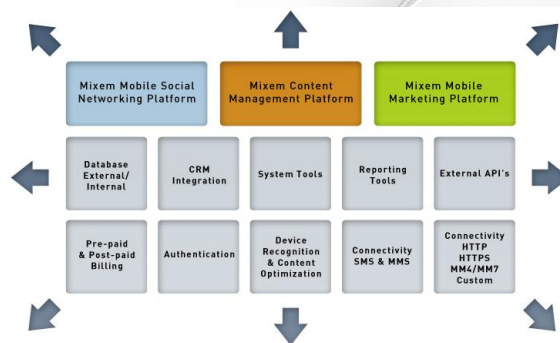 Mixem Mobile Social
Networking Platform
Mixem Content
Management Platform
Mixem Mobile
Marketing Platform
Database
External/
Internal
CRM
Integration
System Tools
Reporting
Tools
External API's
Pre-paid
& Post-paid
Billing
Authentication
Device
Recognition
& Content
Optimization
Connectivity
SMS & MMS
Connectivity
HTTP
HTTPS
MM4/MM7
Custom